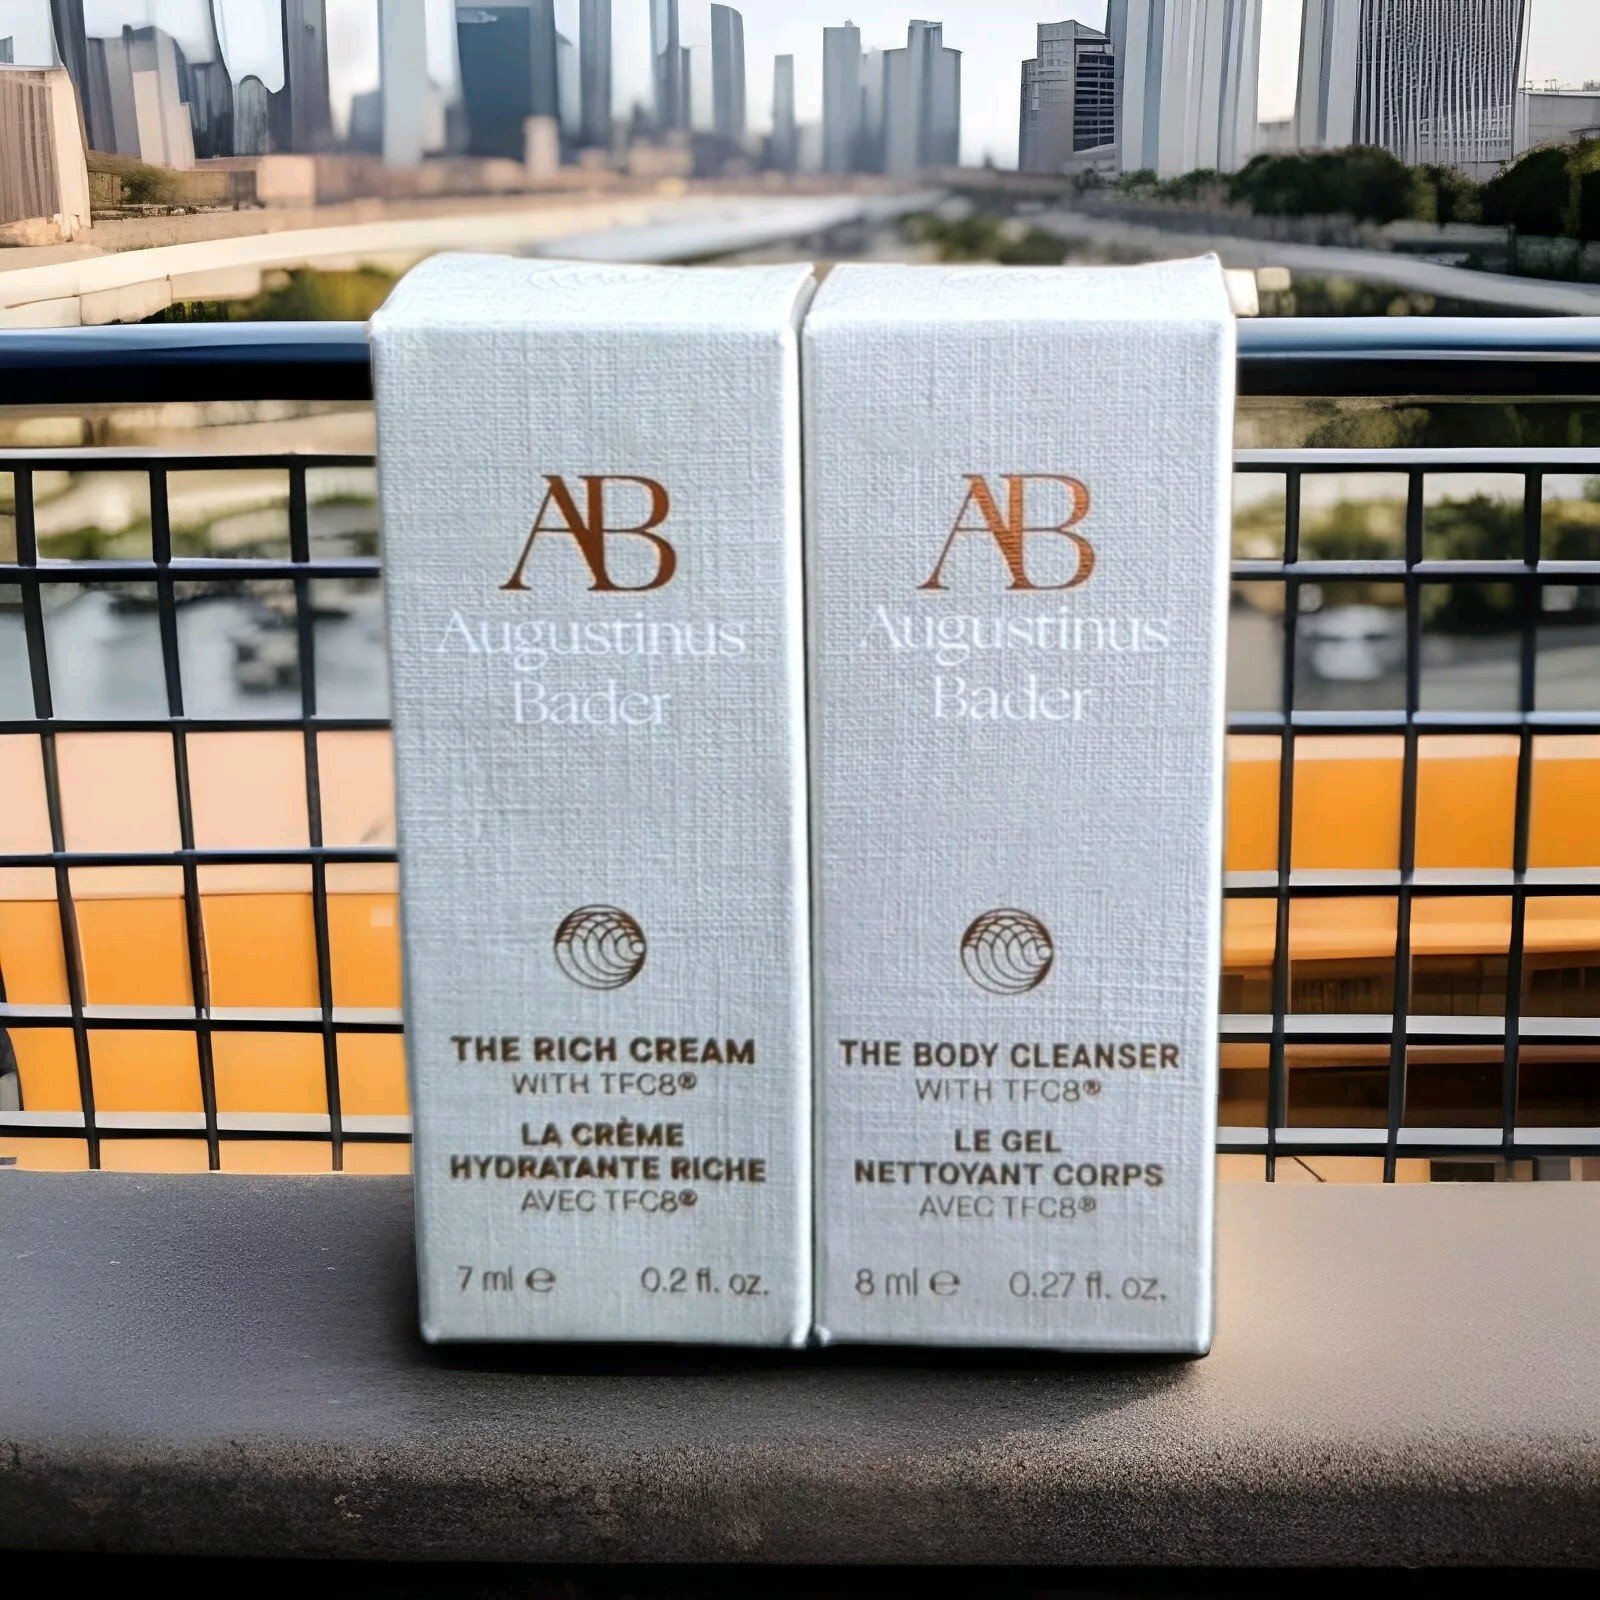 AB
Augustinus
Bader
THE RICH CREAM
WITH TFC8®
LA CRÈME
HYDRATANTE RICHE
AVEC TFC8®
7 ml ℮ 0.2 fl. oz.
AB
Augustinus
Bader
THE BODY CLEANSER
WITH TFC8®
LE GEL
NETTOYANT CORPS
AVEC TFC8®
8 ml ℮ 0.27 fl. oz.